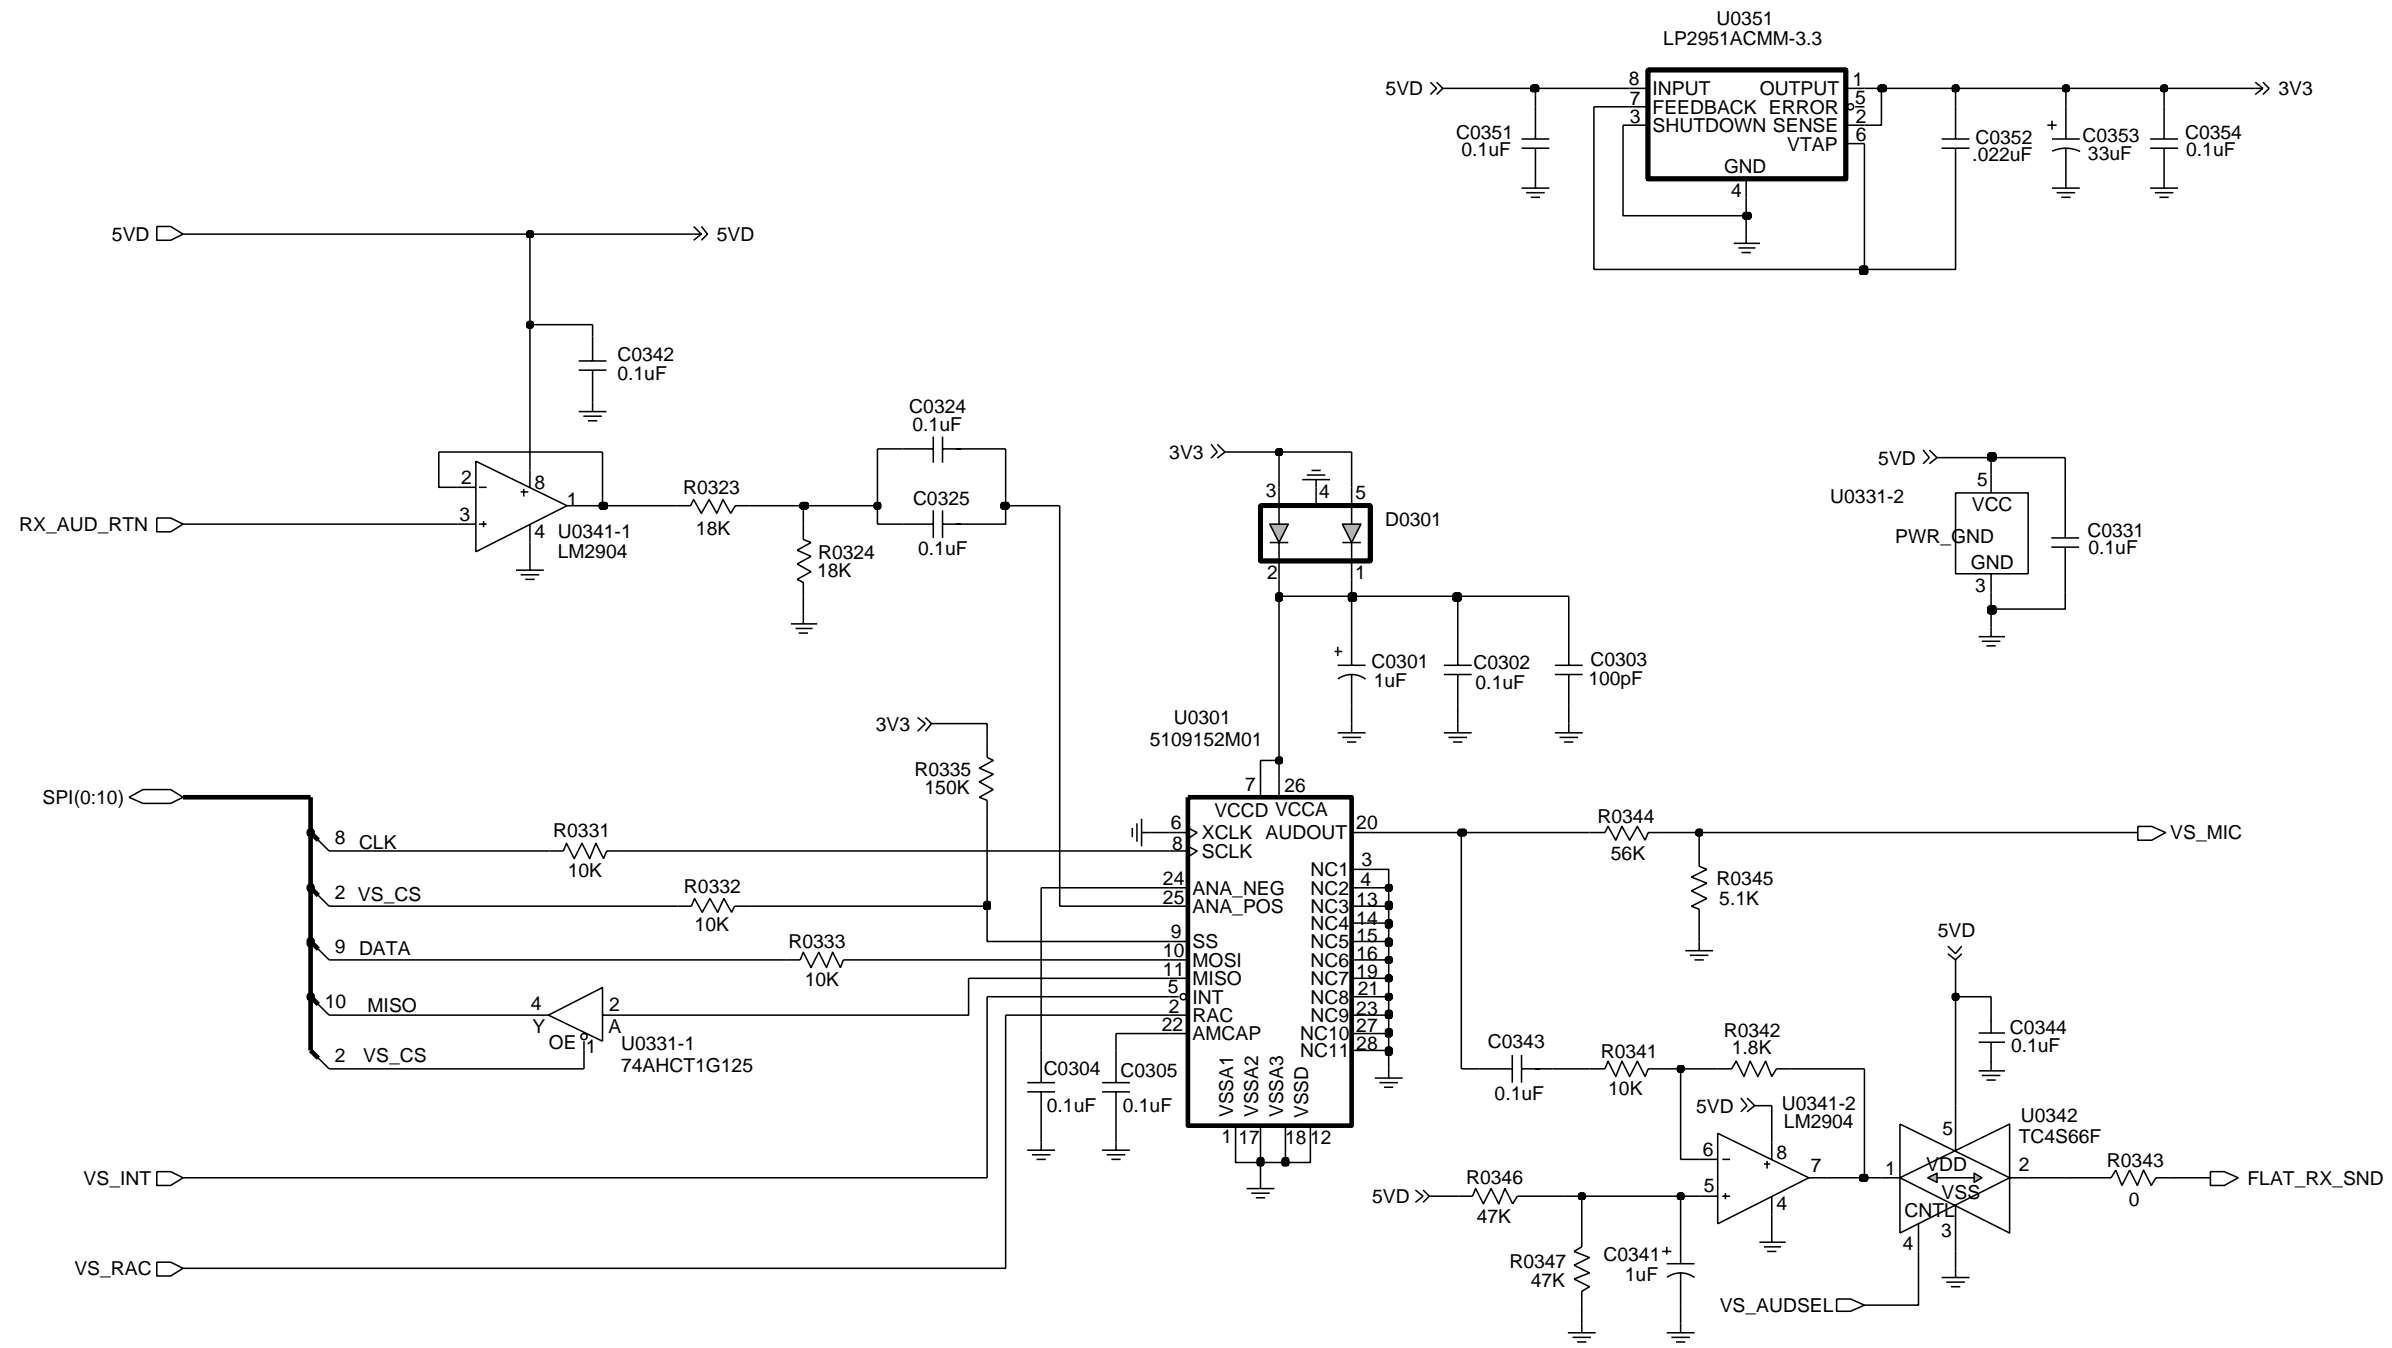 U0351
LP2951ACMM-3.3
5VD
8
7
3
INPUT
FEEDBACK
SHUTDOWN
OUTPUT
ERROR
SENSE
VTAP
GND
4
1
5
2
6
3V3
C0351
0.1uF
C0352
.022uF
C0353
33uF
+
C0354
0.1uF
5VD
5VD
C0342
0.1uF
RX_AUD_RTN
2
3
-
+
+
8
1
4
U0341-1
LM2904
R0323
18K
R0324
18K
C0324
0.1uF
C0325
0.1uF
3V3
3
4
5
2
1
D0301
+
C0301
1uF
C0302
0.1uF
C0303
100pF
5VD
U0331-2
5
VCC
PWR_GND
GND
3
C0331
0.1uF
3V3
R0335
150K
SPI(0:10)
8 CLK
R0331
10K
2 VS_CS
R0332
10K
9 DATA
R0333
10K
10 MISO
4
Y
2
A
OE
1
U0331-1
74AHCT1G125
2 VS_CS
VS_INT
VS_RAC
C0304
0.1uF
C0305
0.1uF
U0301
5109152M01
7
26
VCCD VCCA
6 XCLK
8 SCLK
24 ANA_NEG
25 ANA_POS
9 SS
10 MOSI
11 MISO
5 INT
2 RAC
22 AMCAP
AUDOUT 20
NC1 3
NC2 4
NC3 13
NC4 14
NC5 15
NC6 16
NC7 19
NC8 21
NC9 23
NC10 27
NC11 28
VSSA1
VSSA2
VSSA3
VSSD
1
17
18
12
R0344
56K
R0345
5.1K
VS_MIC
C0343
0.1uF
R0341
10K
R0342
1.8K
5VD
U0341-2
LM2904
6
5
-
+
+
8
7
4
5VD
R0346
47K
R0347
47K
C0341
+
1uF
5VD
C0344
0.1uF
U0342
TC4S66F
5
1
VDD
VSS
CNTL
2
3
4
R0343
0
FLAT_RX_SND
VS_AUDSEL